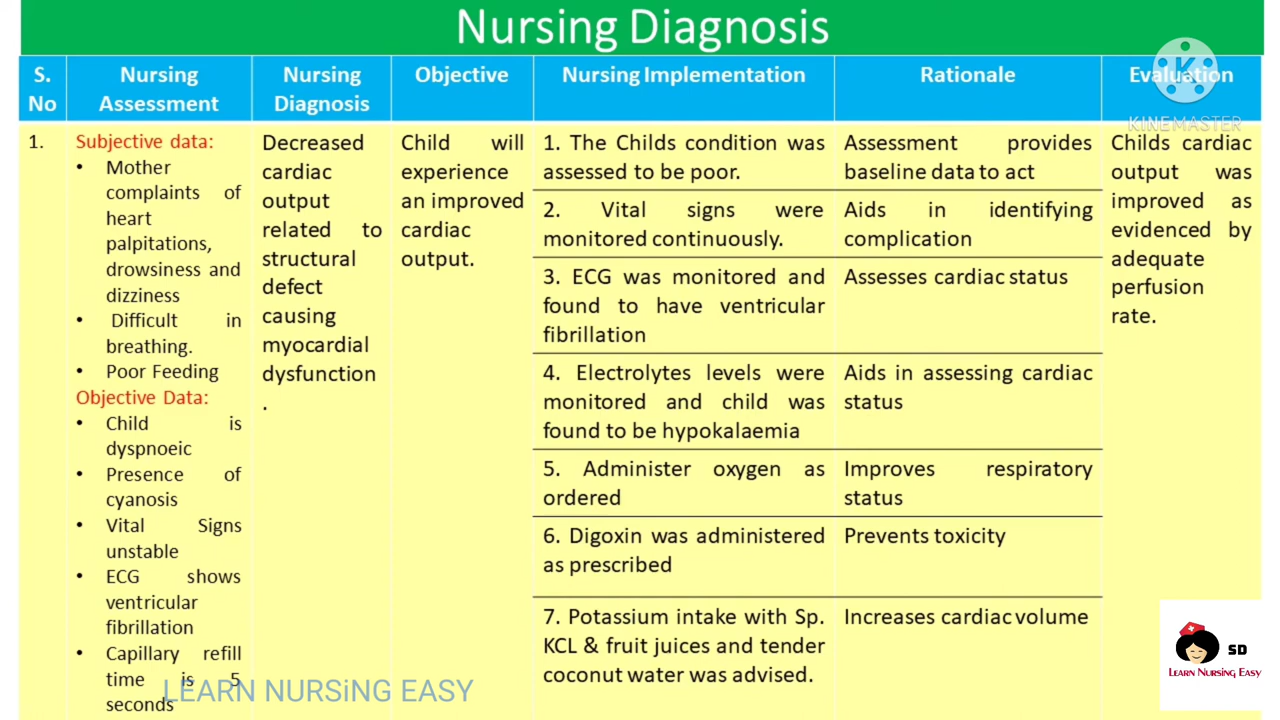 Nursing Diagnosis
S.
No
Nursing
Assessment
Nursing
Diagnosis
Objective
Nursing Implementation
Rationale
Evaluation
K
KINEMASTER
1.
Subjective data:
• Mother
complaints of
heart
palpitations,
drowsiness and
dizziness
• Difficult in
breathing.
• Poor Feeding
Objective Data:
• Child is
dyspnoeic
• Presence of
cyanosis
• Vital Signs
unstable
• ECG shows
ventricular
fibrillation
• Capillary refill
time is 5
seconds
Decreased
cardiac
output
related to
structural
defect
causing
myocardial
dysfunction
.
Child will
experience
an improved
cardiac
output.
1. The Childs condition was
assessed to be poor.
Assessment provides
baseline data to act
2. Vital signs were
monitored continuously.
Aids in identifying
complication
3. ECG was monitored and
found to have ventricular
fibrillation
Assesses cardiac status
4. Electrolytes levels were
monitored and child was
found to be hypokalaemia
Aids in assessing cardiac
status
5. Administer oxygen as
ordered
Improves respiratory
status
6. Digoxin was administered
as prescribed
Prevents toxicity
7. Potassium intake with Sp.
KCL & fruit juices and tender
coconut water was advised.
Increases cardiac volume
Childs cardiac
output was
improved as
evidenced by
adequate
perfusion
rate.
LEARN NURSiNG EASY
SD
LEARN NURSING EASY